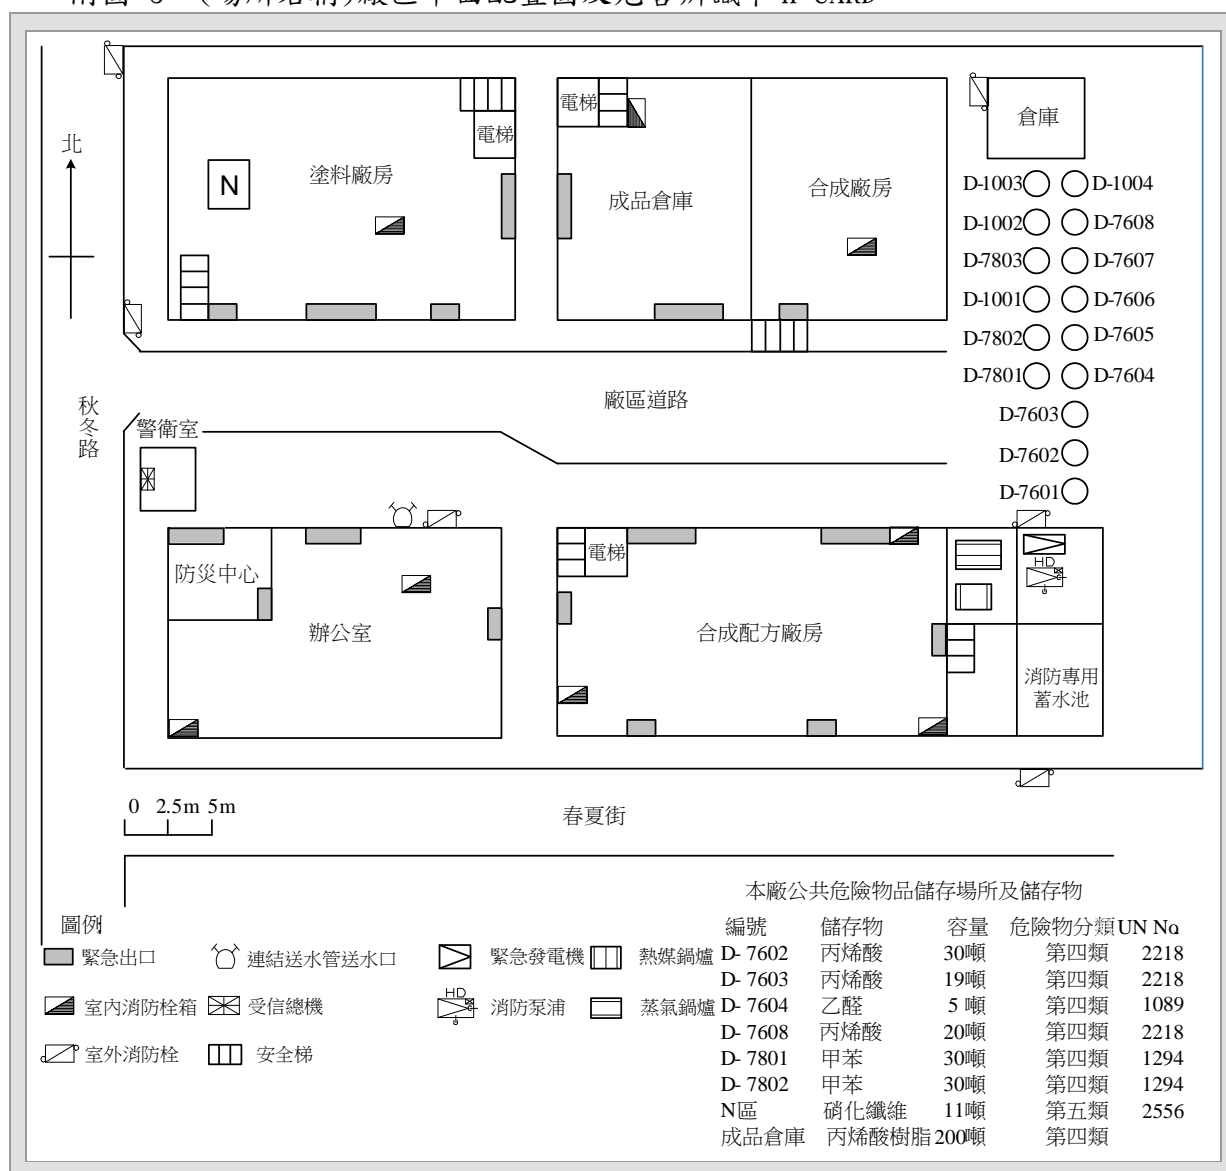 北
電梯
電梯
倉庫
N
塗料廠房
成品倉庫
合成廠房
D-1003
D-1004
D-1002
D-7608
D-7803
D-7607
D-1001
D-7606
D-7802
D-7605
D-7801
D-7604
D-7603
D-7602
D-7601
廠區道路
秋冬路
警衛室
防災中心
辦公室
電梯
合成配方廠房
HD
消防專用
蓄水池
0 2.5m 5m
春夏街
圖例
緊急出口
連結送水管送水口
緊急發電機
熱媒鍋爐
室內消防栓箱
受信總機
HD
消防泵浦
蒸氣鍋爐
室外消防栓
安全梯
本廠公共危險物品儲存場所及儲存物
編號 儲存物 容量 危險物分類 UN No.
D- 7602 丙烯酸 30噸 第四類 2218
D- 7603 丙烯酸 19噸 第四類 2218
D- 7604 乙醛 5 噸 第四類 1089
D- 7608 丙烯酸 20噸 第四類 2218
D- 7801 甲苯 30噸 第四類 1294
D- 7802 甲苯 30噸 第四類 1294
N區 硝化纖維 11噸 第五類 2556
成品倉庫 丙烯酸樹脂 200噸 第四類